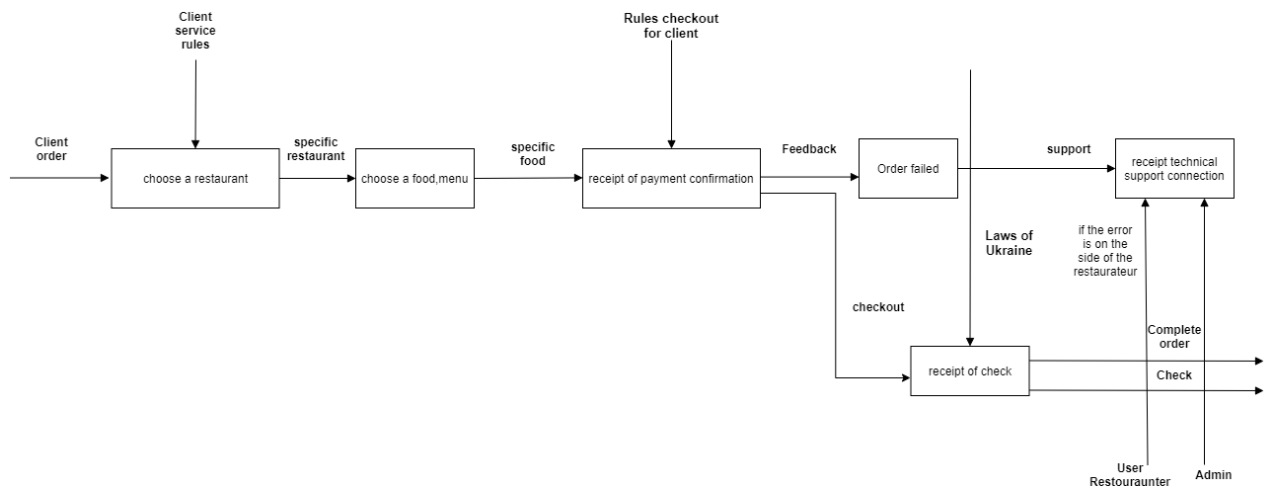 Client
service
rules
Rules checkout
for client
Client
order
choose a restaurant
specific
restaurant
choose a food,menu
specific
food
receipt of payment confirmation
Feedback
Order failed
support
receipt technical
support connection
Laws of
Ukraine
if the error
is on the
side of the
restaurateur
checkout
receipt of check
Complete
order
Check
User
Restouraunter
Admin